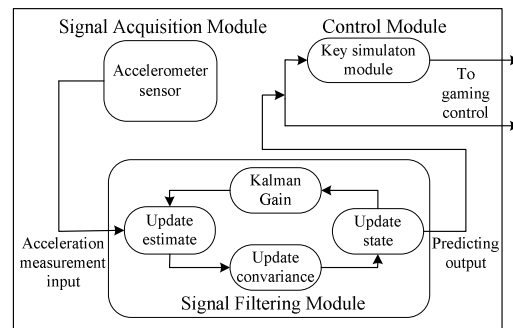 Signal Acquisition Module
Control Module
Accelerometer
sensor
Key simulaton
module
To
gaming
control
Kalman
Gain
Update
estimate
Update
state
Update
convariance
Acceleration
measurement
input
Predicting
output
Signal Filtering Module